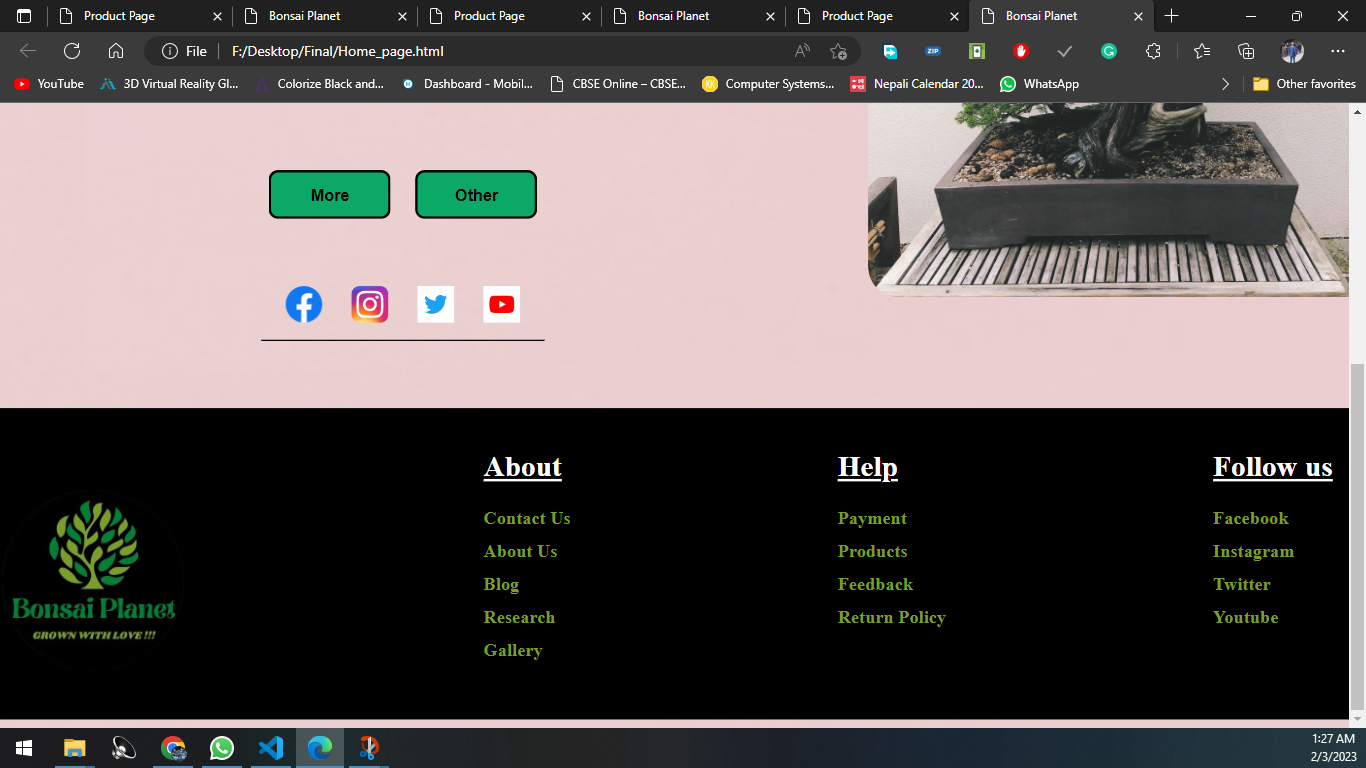 Product Page
Bonsai Planet
Product Page
Bonsai Planet
Product Page
Bonsai Planet
File
F:/Desktop/Final/Home_page.html
ZIP
YouTube
3D Virtual Reality Gl...
Colorize Black and...
Dashboard - Mobil...
CBSE Online – CBSE...
Computer Systems...
Nepali Calendar 20...
WhatsApp
Other favorites
More
Other
About
Help
Follow us
Contact Us
Payment
Facebook
About Us
Products
Instagram
Blog
Feedback
Twitter
Research
Return Policy
Youtube
Gallery
Bonsai Planet
GROWN WITH LOVE !!!
1:27 AM
2/3/2023